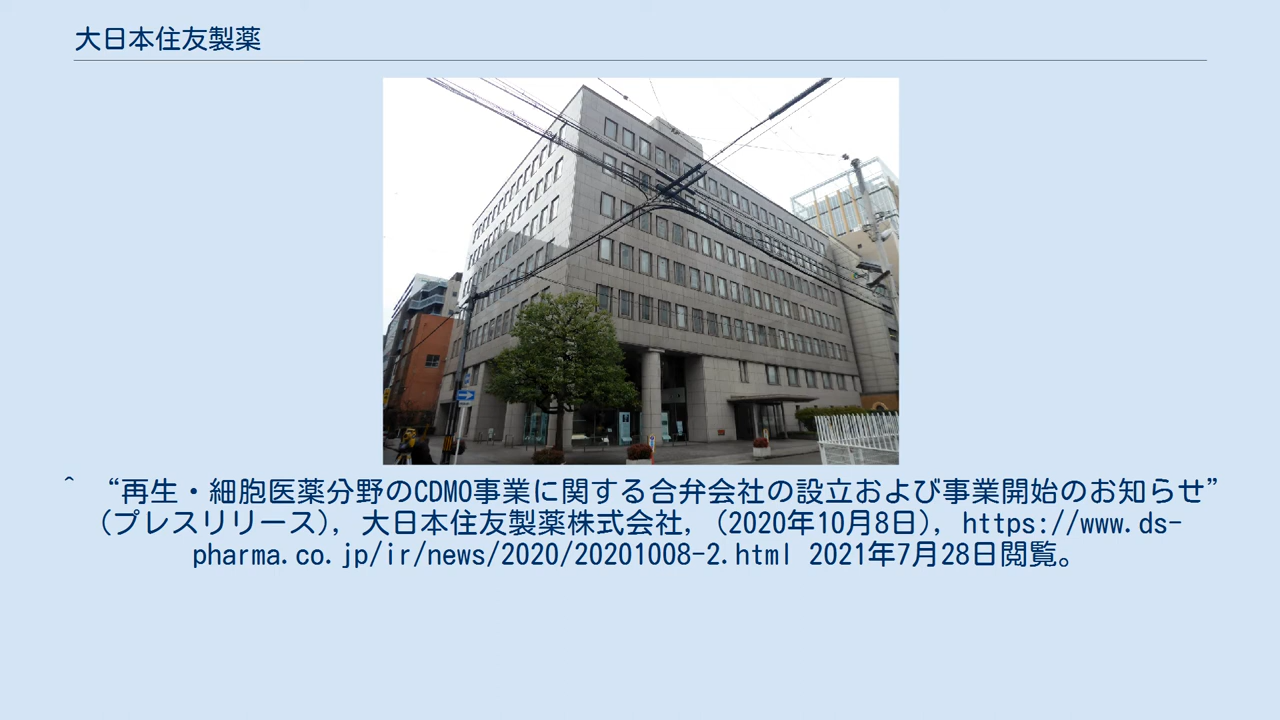 大日本住友製薬
^ “再生・細胞医薬分野のCDMO事業に関する合弁会社の設立および事業開始のお知らせ”
(プレスリリース), 大日本住友製薬株式会社, (2020年10月8日), https://www.ds-
pharma.co.jp/ir/news/2020/20201008-2.html 2021年7月28日閲覧。